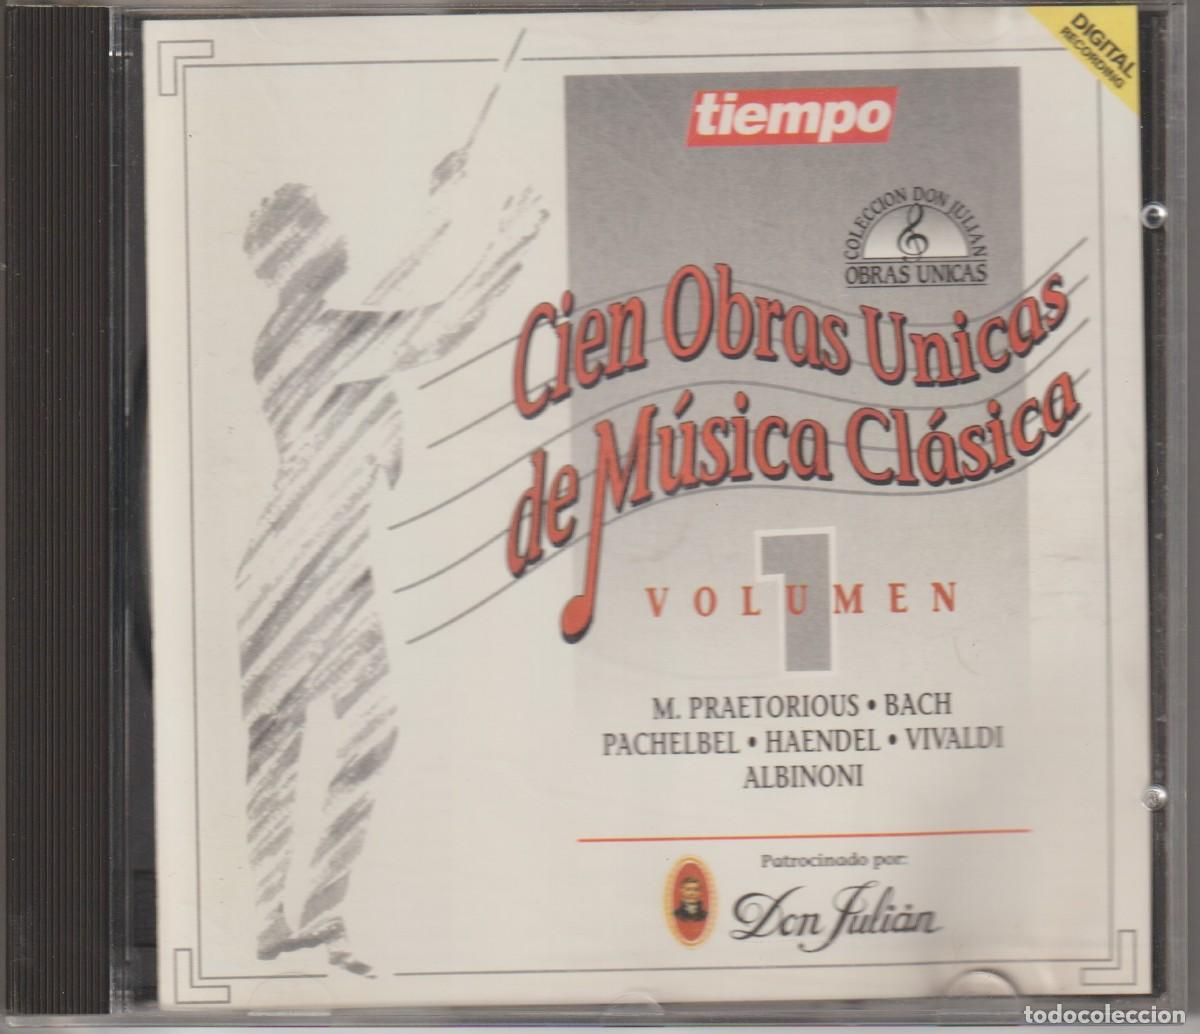 DIGITAL
RECORDING
tiempo
COLECCION DON JULIAN
OBRAS UNICAS
Cien Obras Unicas
de Música Clásica
1
VOLUMEN
M. PRAETORIOUS • BACH
PACHELBEL • HAENDEL • VIVALDI
ALBINONI
Patrocinado por:
Don Julián
todocoleccion